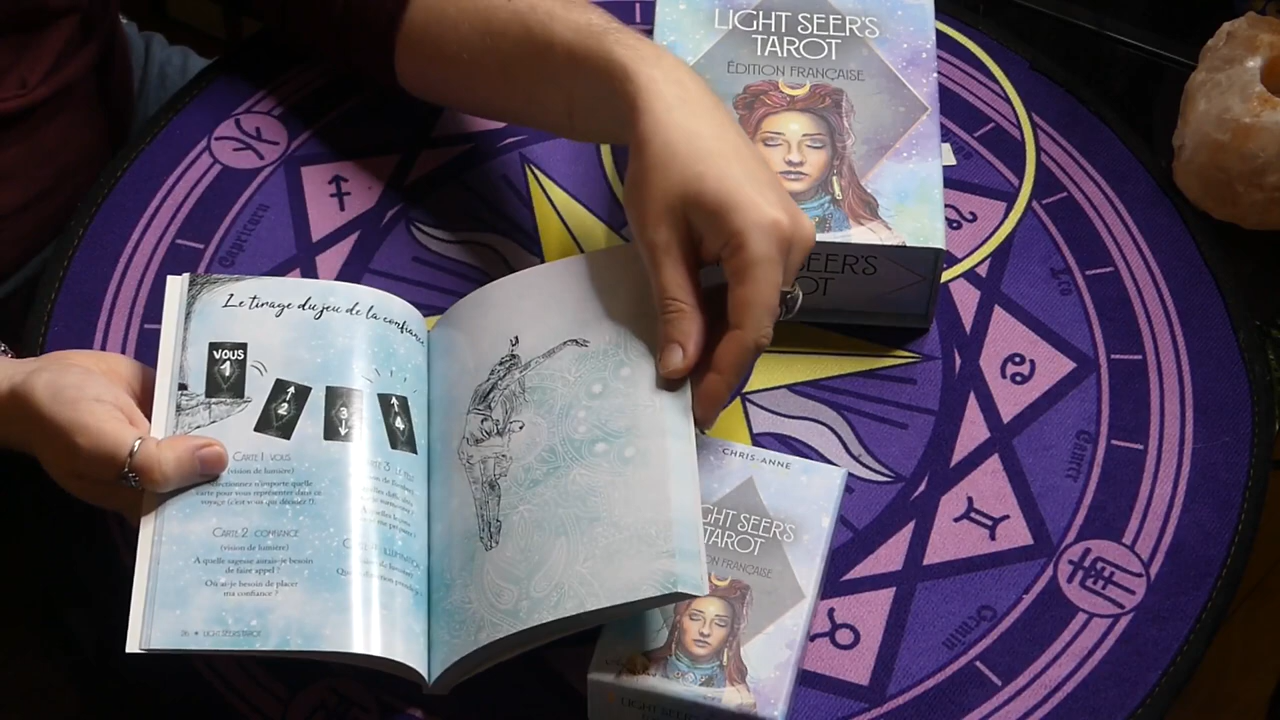 LIGHT SEER'S
TAROT
ÉDITION FRANÇAISE
SEER'S
Capricorn
Cancer
Gemini
Le tirage du jeu de la confiance
VOUS
1
2
3
4
CARTE 1 VOUS
(vision de lumière)
Sélectionnez n'importe quelle
carte pour vous représenter dans ce
voyage (c'est vous qui décidez !).
CARTE 2 CONFIANCE
(vision de lumière)
À quelle sagesse aurais-je besoin
de faire appel ?
Où ai-je besoin de placer
ma confiance ?
CARTE 3
26 ★ LIGHT SEER'S TAROT
CHRIS-ANNE
LIGHT SEER'S
TAROT
ÉDITION FRANÇAISE
LIGHT SEER'S